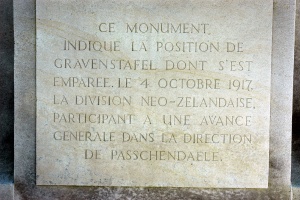 CE MONUMENT,
INDIQUE LA POSITION DE
GRAVENSTAFEL DONT S'EST
EMPAREE, LE 4 OCTOBRE 1917,
LA DIVISION NEO-ZELANDAISE,
PARTICIPANT A UNE AVANCE
GENERALE DANS LA DIRECTION
DE PASSCHENDAELE.